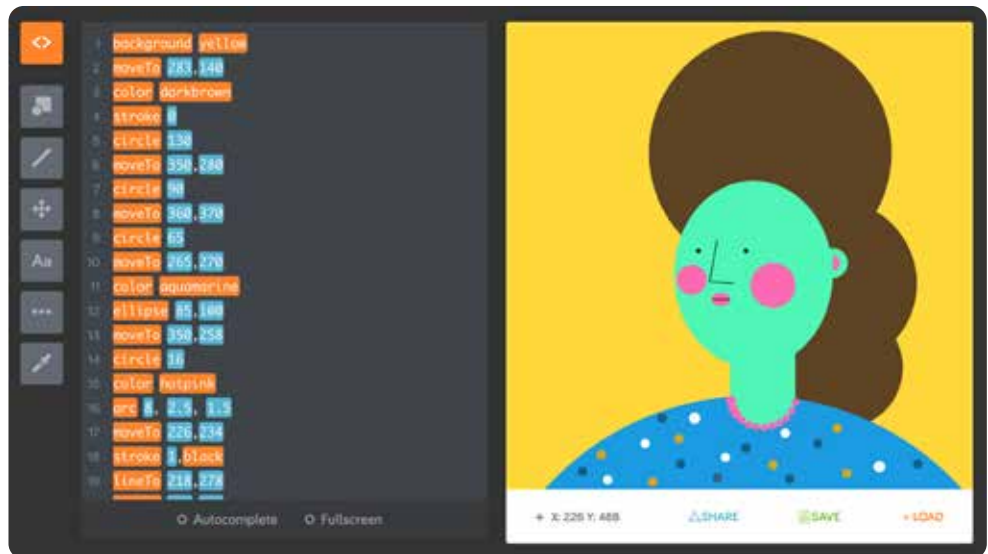 <>
1 background yellow
2 moveTo 283,140
3 color darkbrown
4 stroke 0
5 circle 130
6 moveTo 350,280
7 circle 90
8 moveTo 360,370
9 circle 65
10 moveTo 265,270
11 color aquamarine
12 ellipse 85,100
13 moveTo 350,258
14 circle 16
15 color hotpink
16 arc 8, 2.5, 1.5
17 moveTo 226,234
18 stroke 1,black
19 lineTo 218,278
Aa
Autocomplete Fullscreen
+ X: 226 Y: 488 SHARE SAVE + LOAD